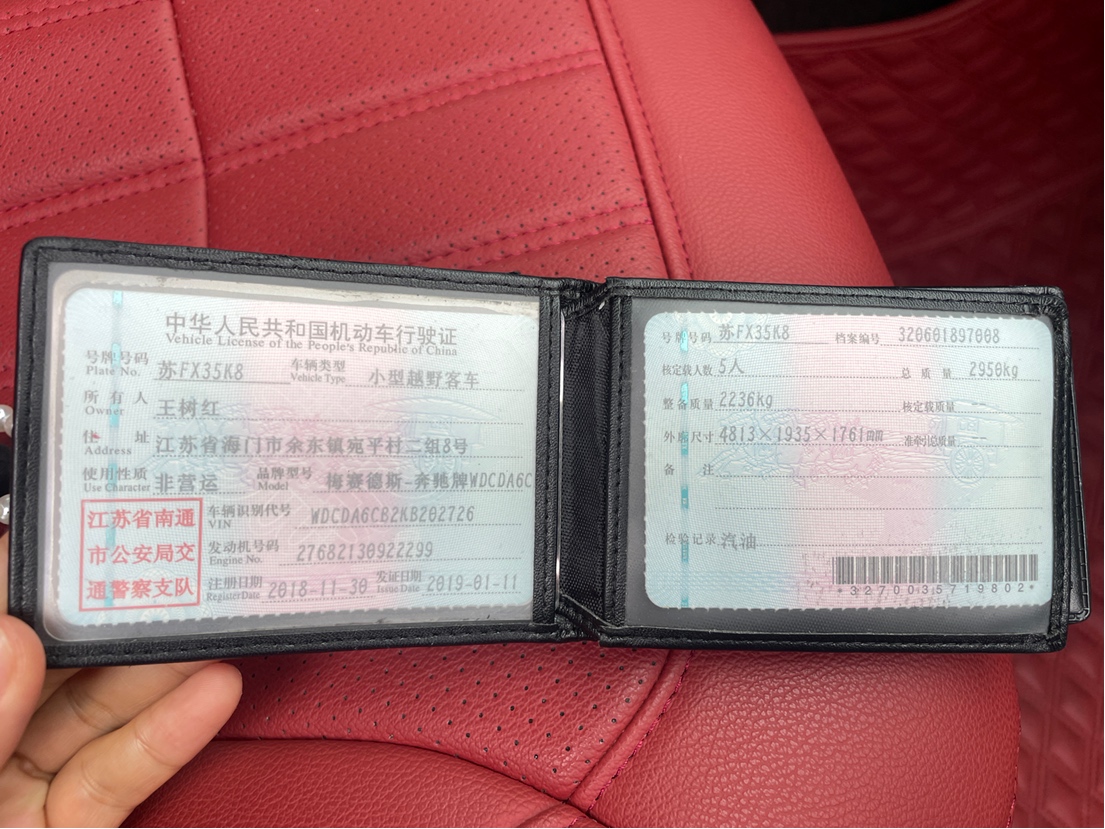 中华人民共和国机动车行驶证
Vehicle License of the People's Republic of China
号牌号码 苏FX35K8 车辆类型 小型越野客车
Plate No. Vehicle Type
所有人 王树红
Owner
住址 江苏省海门市余东镇宛平村二组8号
Address
使用性质 非营运 品牌型号 梅赛德斯-奔驰牌WDCDA6C
Use Character Model
江苏省南通
市公安局交
通警察支队
车辆识别代号 WDCDA6CB2KB202726
VIN
发动机号码 27682130922299
Engine No.
注册日期 2018-11-30 发证日期 2019-01-11
Register Date Issue Date
号牌号码 苏FX35K8 档案编号 320601897008
核定载人数 5人 总质量 2950kg
整备质量 2236kg 核定载质量 --
外廓尺寸 4813×1935×1761mm 准牵引总质量 --
备注
检验记录 汽油
*3270035719802*